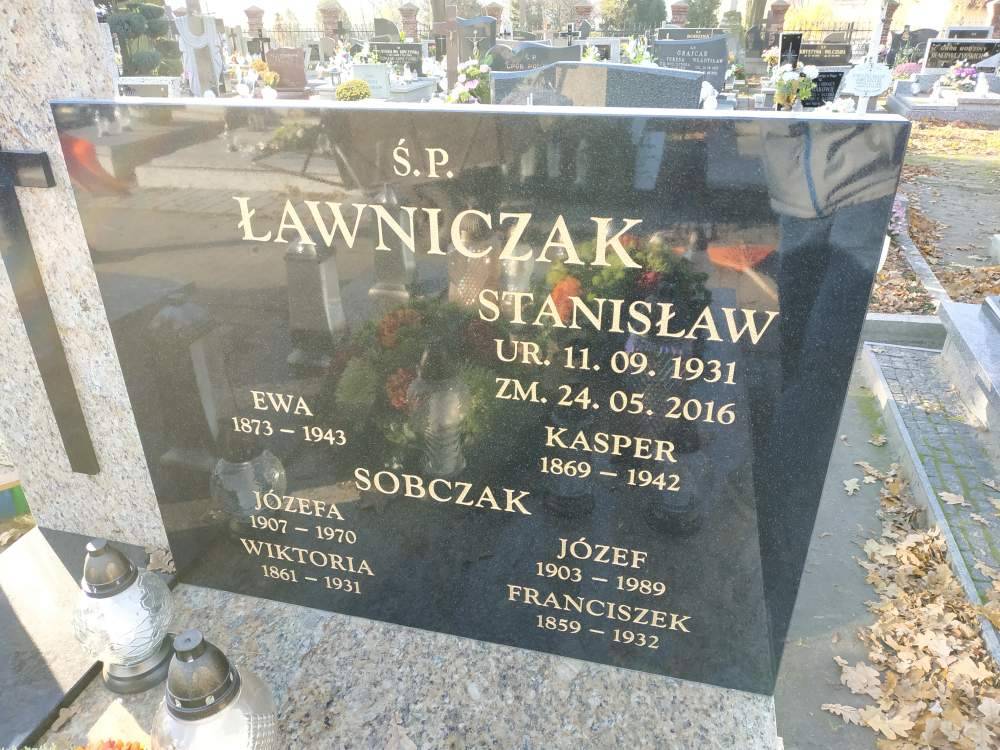 Ś.P.
ŁAWNICZAK
STANISŁAW
UR. 11. 09. 1931
ZM. 24. 05. 2016
EWA
1873 – 1943
KASPER
1869 – 1942
SOBCZAK
JÓZEFA
1907 – 1970
JÓZEF
1903 – 1989
WIKTORIA
1861 – 1931
FRANCISZEK
1859 – 1932